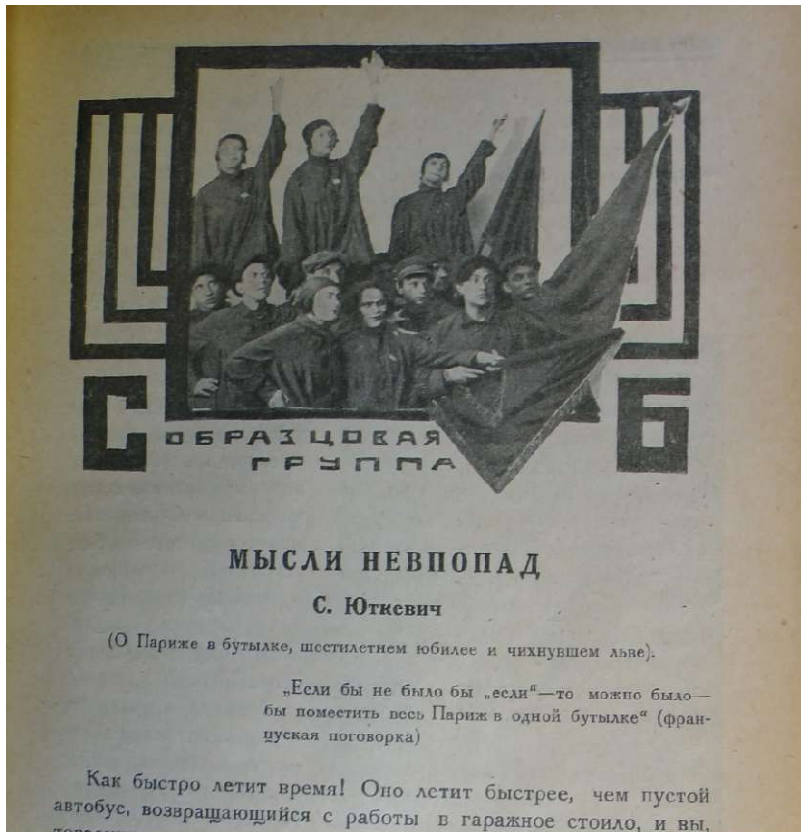 С Б
ОБРАЗЦОВАЯ
ГРУППА
МЫСЛИ НЕВПОПАД
С. Юткевич
(О Париже в бутылке, шестилетнем юбилее и чихнувшем льве).
„Если бы не было бы „если“—то можно было—
бы поместить весь Париж в одной бутылке“ (фран-
цуская поговорка)
Как быстро летит время! Оно летит быстрее, чем пустой
автобус, возвращающийся с работы в гаражное стоило, и вы,